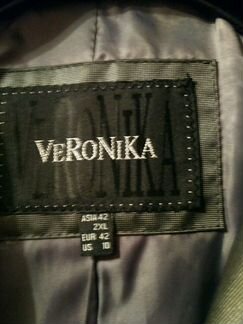 VERONIKA
VERONIKA
ASIA 42
2XL
EUR 42
US 10